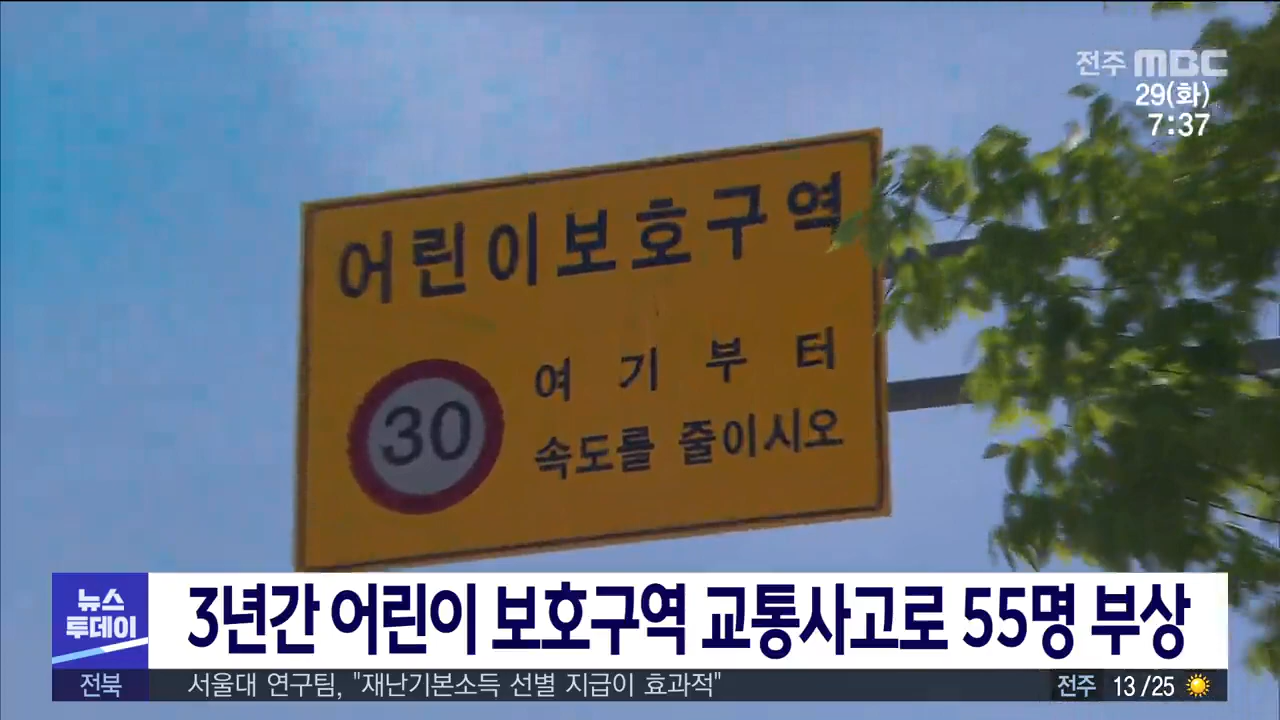 전주 MBC
29(화)
7:37
어린이보호구역
30
여기부터
속도를 줄이시오
뉴스
투데이
3년간 어린이 보호구역 교통사고로 55명 부상
전북
서울대 연구팀, "재난기본소득 선별 지급이 효과적"
전주 13/25